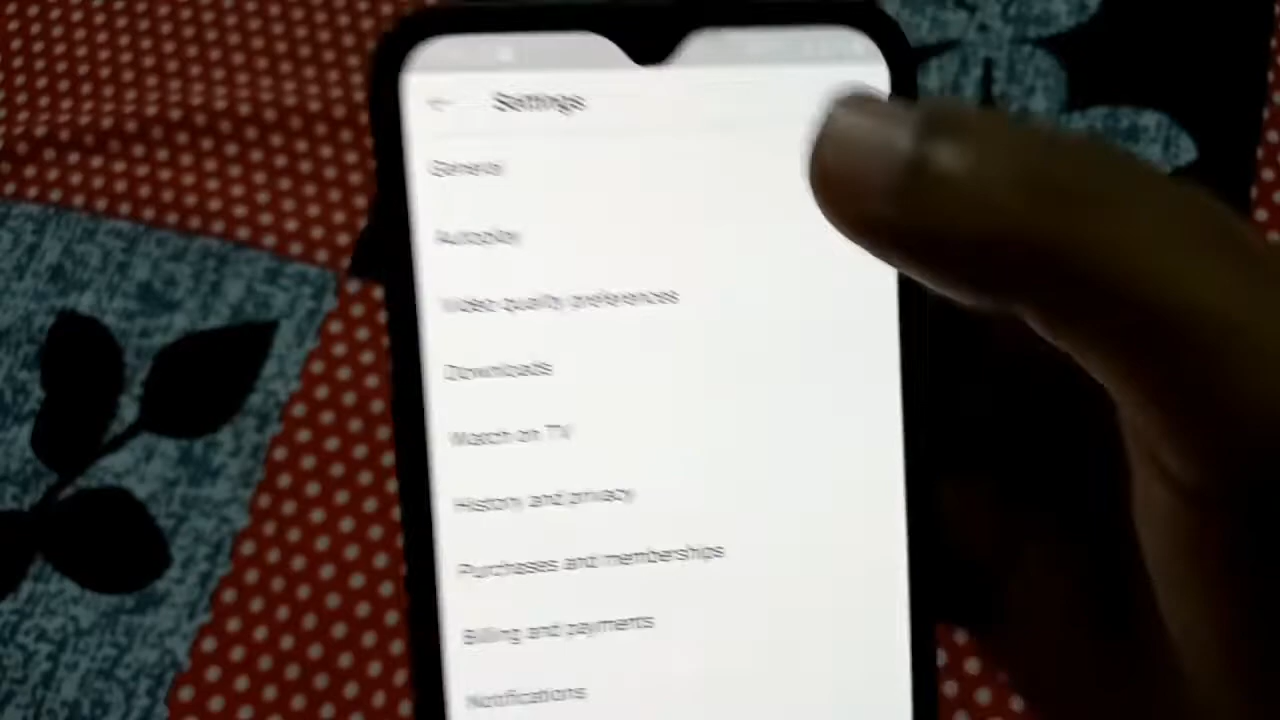 Settings
General
Autoplay
Video quality preferences
Downloads
Watch on TV
History and privacy
Purchases and memberships
Billing and payments
Notifications